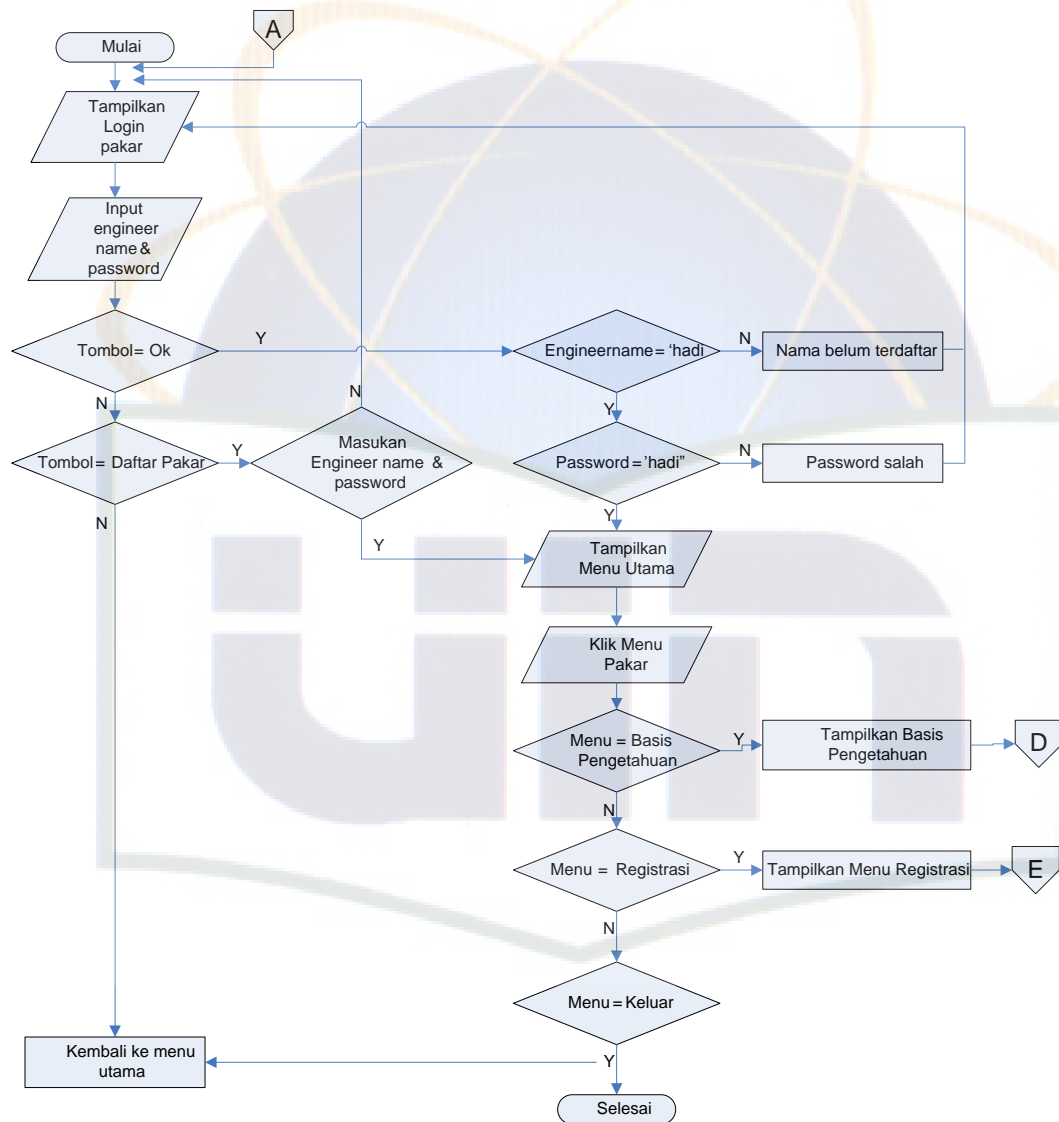 A
Mulai
Tampilkan
Login
pakar
Input
engineer
name &
password
Tombol = Ok
Y
Engineername = 'hadi
N
Nama belum terdaftar
N
N
Y
Tombol = Daftar Pakar
Y
Masukan
Engineer name &
password
Password = 'hadi"
N
Password salah
N
Y
Y
Tampilkan
Menu Utama
Klik Menu
Pakar
Menu = Basis
Pengetahuan
Y
Tampilkan Basis
Pengetahuan
D
N
Menu = Registrasi
Y
Tampilkan Menu Registrasi
E
N
Menu = Keluar
Kembali ke menu
utama
Y
Selesai
uin